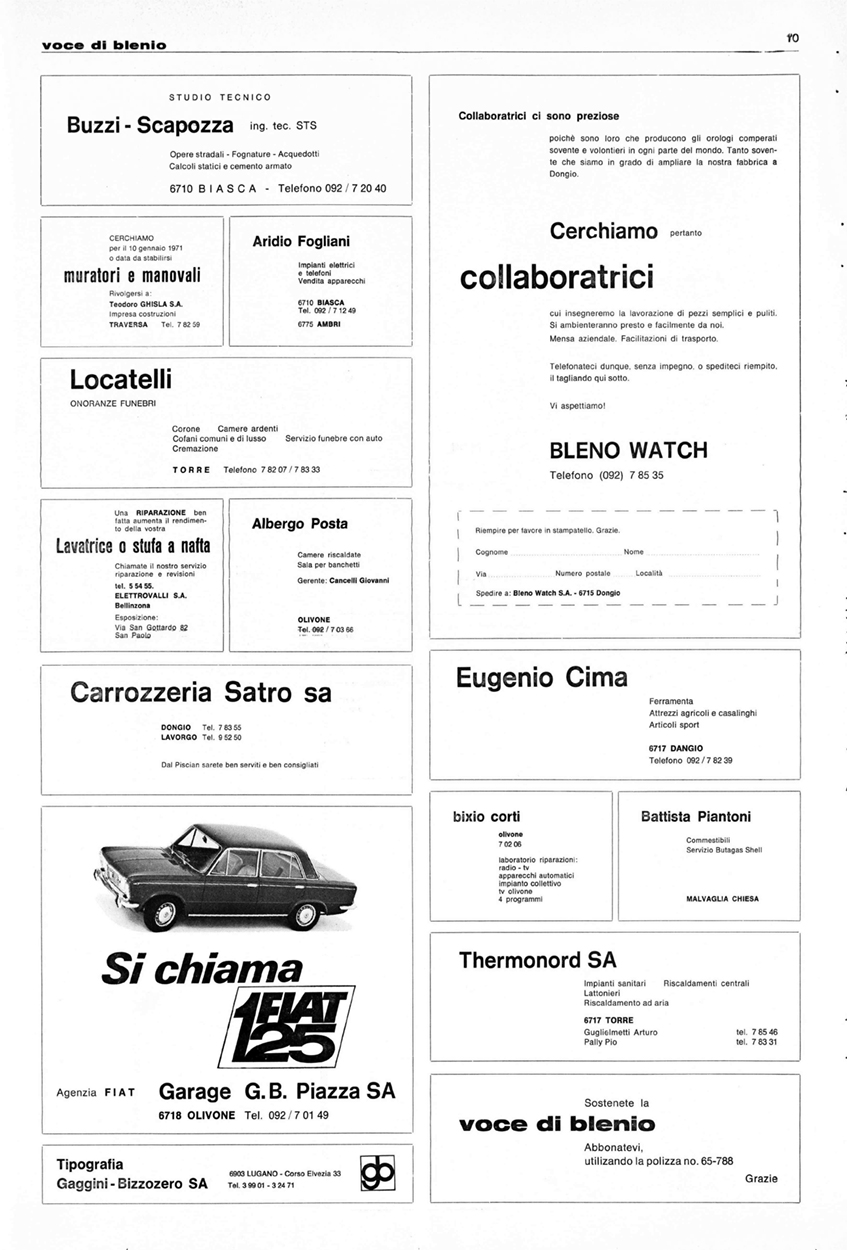 voce di blenio
10
STUDIO TECNICO
Buzzi - Scapozza ing. tec. STS
Opere stradali - Fognature - Acquedotti
Calcoli statici e cemento armato
6710 BIASCA - Telefono 092 / 7 20 40
CERCHIAMO
per il 10 gennaio 1971
o data da stabilirsi
muratori e manovali
Rivolgersi a:
Teodoro GHISLA S.A.
Impresa costruzioni
TRAVERSA Tel. 7 82 59
Aridio Fogliani
Impianti elettrici
e telefoni
Vendita apparecchi
6710 BIASCA
Tel. 092 / 7 12 49
6775 AMBRI
Locatelli
ONORANZE FUNEBRI
Corone Camere ardenti
Cofani comuni e di lusso Servizio funebre con auto
Cremazione
TORRE Telefono 7 82 07 / 7 83 33
Una RIPARAZIONE ben
fatta aumenta il rendimen-
to della vostra
Lavatrice o stufa a nafta
Chiamate il nostro servizio
riparazione e revisioni
tel. 5 54 55.
ELETTROVALLI S.A.
Bellinzona
Esposizione:
Via San Gottardo 82
San Paolo
Albergo Posta
Camere riscaldate
Sala per banchetti
Gerente: Cancelli Giovanni
OLIVONE
Tel. 092 / 7 03 66
Carrozzeria Satro sa
DONGIO Tel. 7 83 55
LAVORGO Tel. 9 52 50
Dal Piscian sarete ben serviti e ben consigliati
Si chiama
FIAT
125
Agenzia FIAT Garage G.B. Piazza SA
6718 OLIVONE Tel. 092 / 7 01 49
Tipografia
Gaggini - Bizzozero SA
6903 LUGANO - Corso Elvezia 33
Tel. 3 99 01 - 3 24 71
gb
Collaboratrici ci sono preziose
poichè sono loro che producono gli orologi comperati
sovente e volontieri in ogni parte del mondo. Tanto soven-
te che siamo in grado di ampliare la nostra fabbrica a
Dongio.
Cerchiamo pertanto
collaboratrici
cui insegneremo la lavorazione di pezzi semplici e puliti.
Si ambienteranno presto e facilmente da noi.
Mensa aziendale. Facilitazioni di trasporto.
Telefonateci dunque, senza impegno, o spediteci riempito,
il tagliando qui sotto.
Vi aspettiamo!
BLENO WATCH
Telefono (092) 7 85 35
Riempire per favore in stampatello. Grazie.
Cognome Nome
Via Numero postale Località
Spedire a: Bleno Watch S.A. - 6715 Dongio
Eugenio Cima
Ferramenta
Attrezzi agricoli e casalinghi
Articoli sport
6717 DANGIO
Telefono 092 / 7 82 39
bixio corti
olivone
7 02 06
laboratorio riparazioni:
radio - tv
apparecchi automatici
impianto collettivo
tv olivone
4 programmi
Battista Piantoni
Commestibili
Servizio Butagas Shell
MALVAGLIA CHIESA
Thermonord SA
Impianti sanitari Riscaldamenti centrali
Lattonieri
Riscaldamento ad aria
6717 TORRE
Guglielmetti Arturo tel. 7 85 46
Pally Pio tel. 7 83 31
Sostenete la
voce di blenio
Abbonatevi,
utilizando la polizza no. 65-788
Grazie